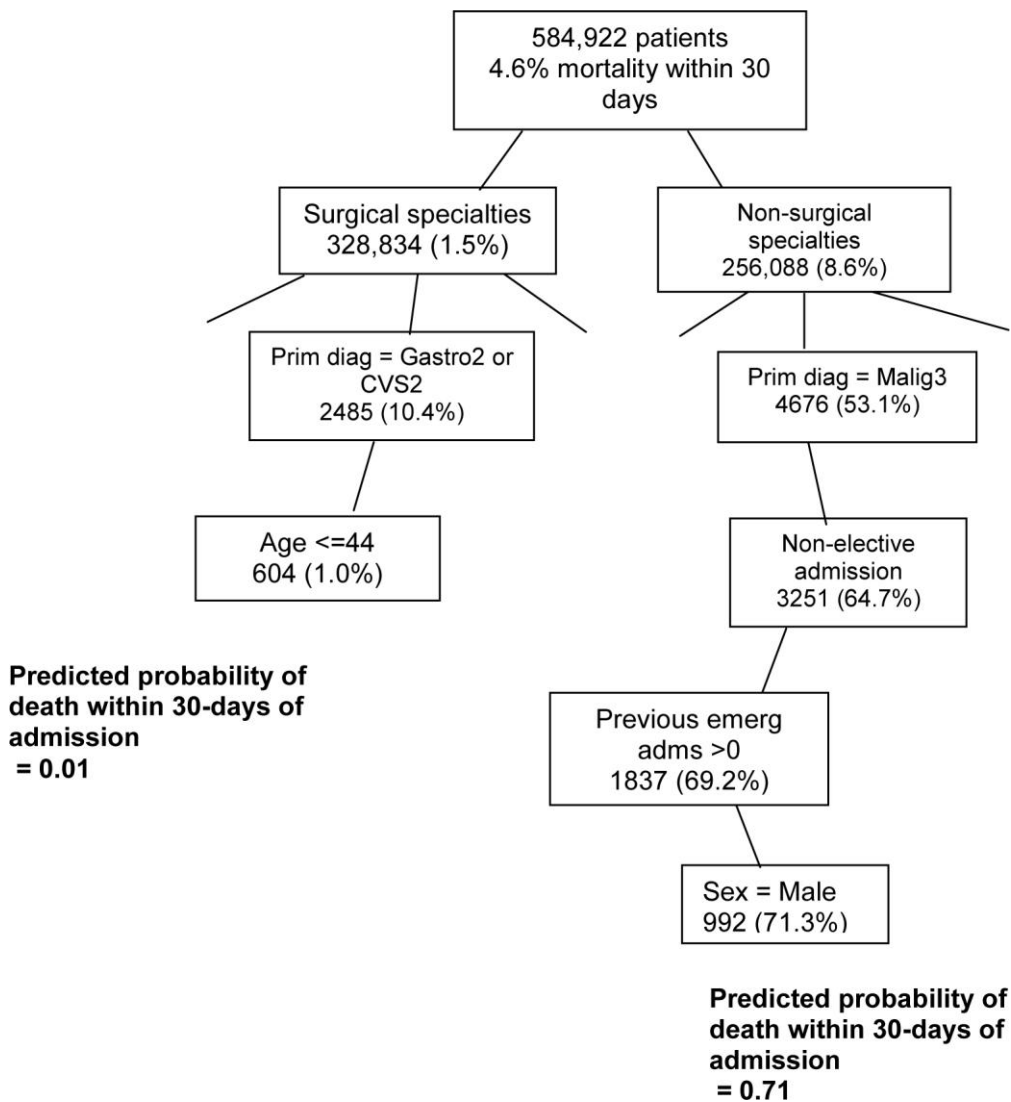 584,922 patients
4.6% mortality within 30
days
Surgical specialties
328,834 (1.5%)
Non-surgical
specialties
256,088 (8.6%)
Prim diag = Gastro2 or
CVS2
2485 (10.4%)
Prim diag = Malig3
4676 (53.1%)
Age <=44
604 (1.0%)
Non-elective
admission
3251 (64.7%)
Predicted probability of
death within 30-days of
admission
= 0.01
Previous emerg
adms >0
1837 (69.2%)
Sex = Male
992 (71.3%)
Predicted probability of
death within 30-days of
admission
= 0.71